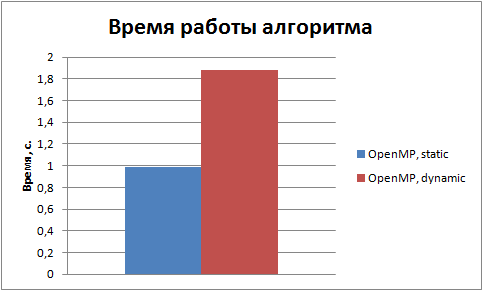 Время работы алгоритма
Время, с.
2
1,8
1,6
1,4
1,2
1
0,8
0,6
0,4
0,2
0
OpenMP, static
OpenMP, dynamic